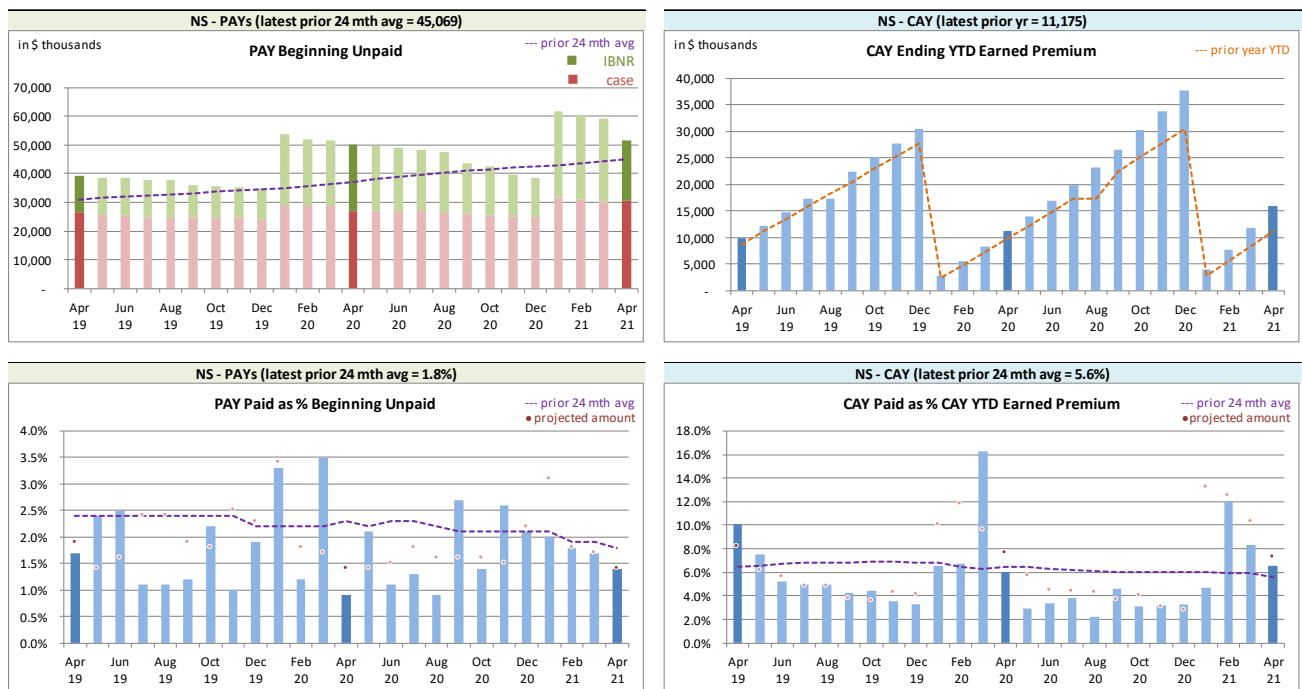 NS - PAYs (latest prior 24 mth avg = 45,069)
in $ thousands
PAY Beginning Unpaid
--- prior 24 mth avg
IBNR
case
70,000
60,000
50,000
40,000
30,000
20,000
10,000
-
Apr Jun Aug Oct Dec Feb Apr Jun Aug Oct Dec Feb Apr
19 19 19 19 19 20 20 20 20 20 20 21 21
NS - CAY (latest prior yr = 11,175)
in $ thousands
CAY Ending YTD Earned Premium
--- prior year YTD
40,000
35,000
30,000
25,000
20,000
15,000
10,000
5,000
-
Apr Jun Aug Oct Dec Feb Apr Jun Aug Oct Dec Feb Apr
19 19 19 19 19 20 20 20 20 20 20 21 21
NS - PAYs (latest prior 24 mth avg = 1.8%)
PAY Paid as % Beginning Unpaid
--- prior 24 mth avg
• projected amount
4.0%
3.5%
3.0%
2.5%
2.0%
1.5%
1.0%
0.5%
0.0%
Apr Jun Aug Oct Dec Feb Apr Jun Aug Oct Dec Feb Apr
19 19 19 19 19 20 20 20 20 20 20 21 21
NS - CAY (latest prior 24 mth avg = 5.6%)
CAY Paid as % CAY YTD Earned Premium
--- prior 24 mth avg
• projected amount
18.0%
16.0%
14.0%
12.0%
10.0%
8.0%
6.0%
4.0%
2.0%
0.0%
Apr Jun Aug Oct Dec Feb Apr Jun Aug Oct Dec Feb Apr
19 19 19 19 19 20 20 20 20 20 20 21 21